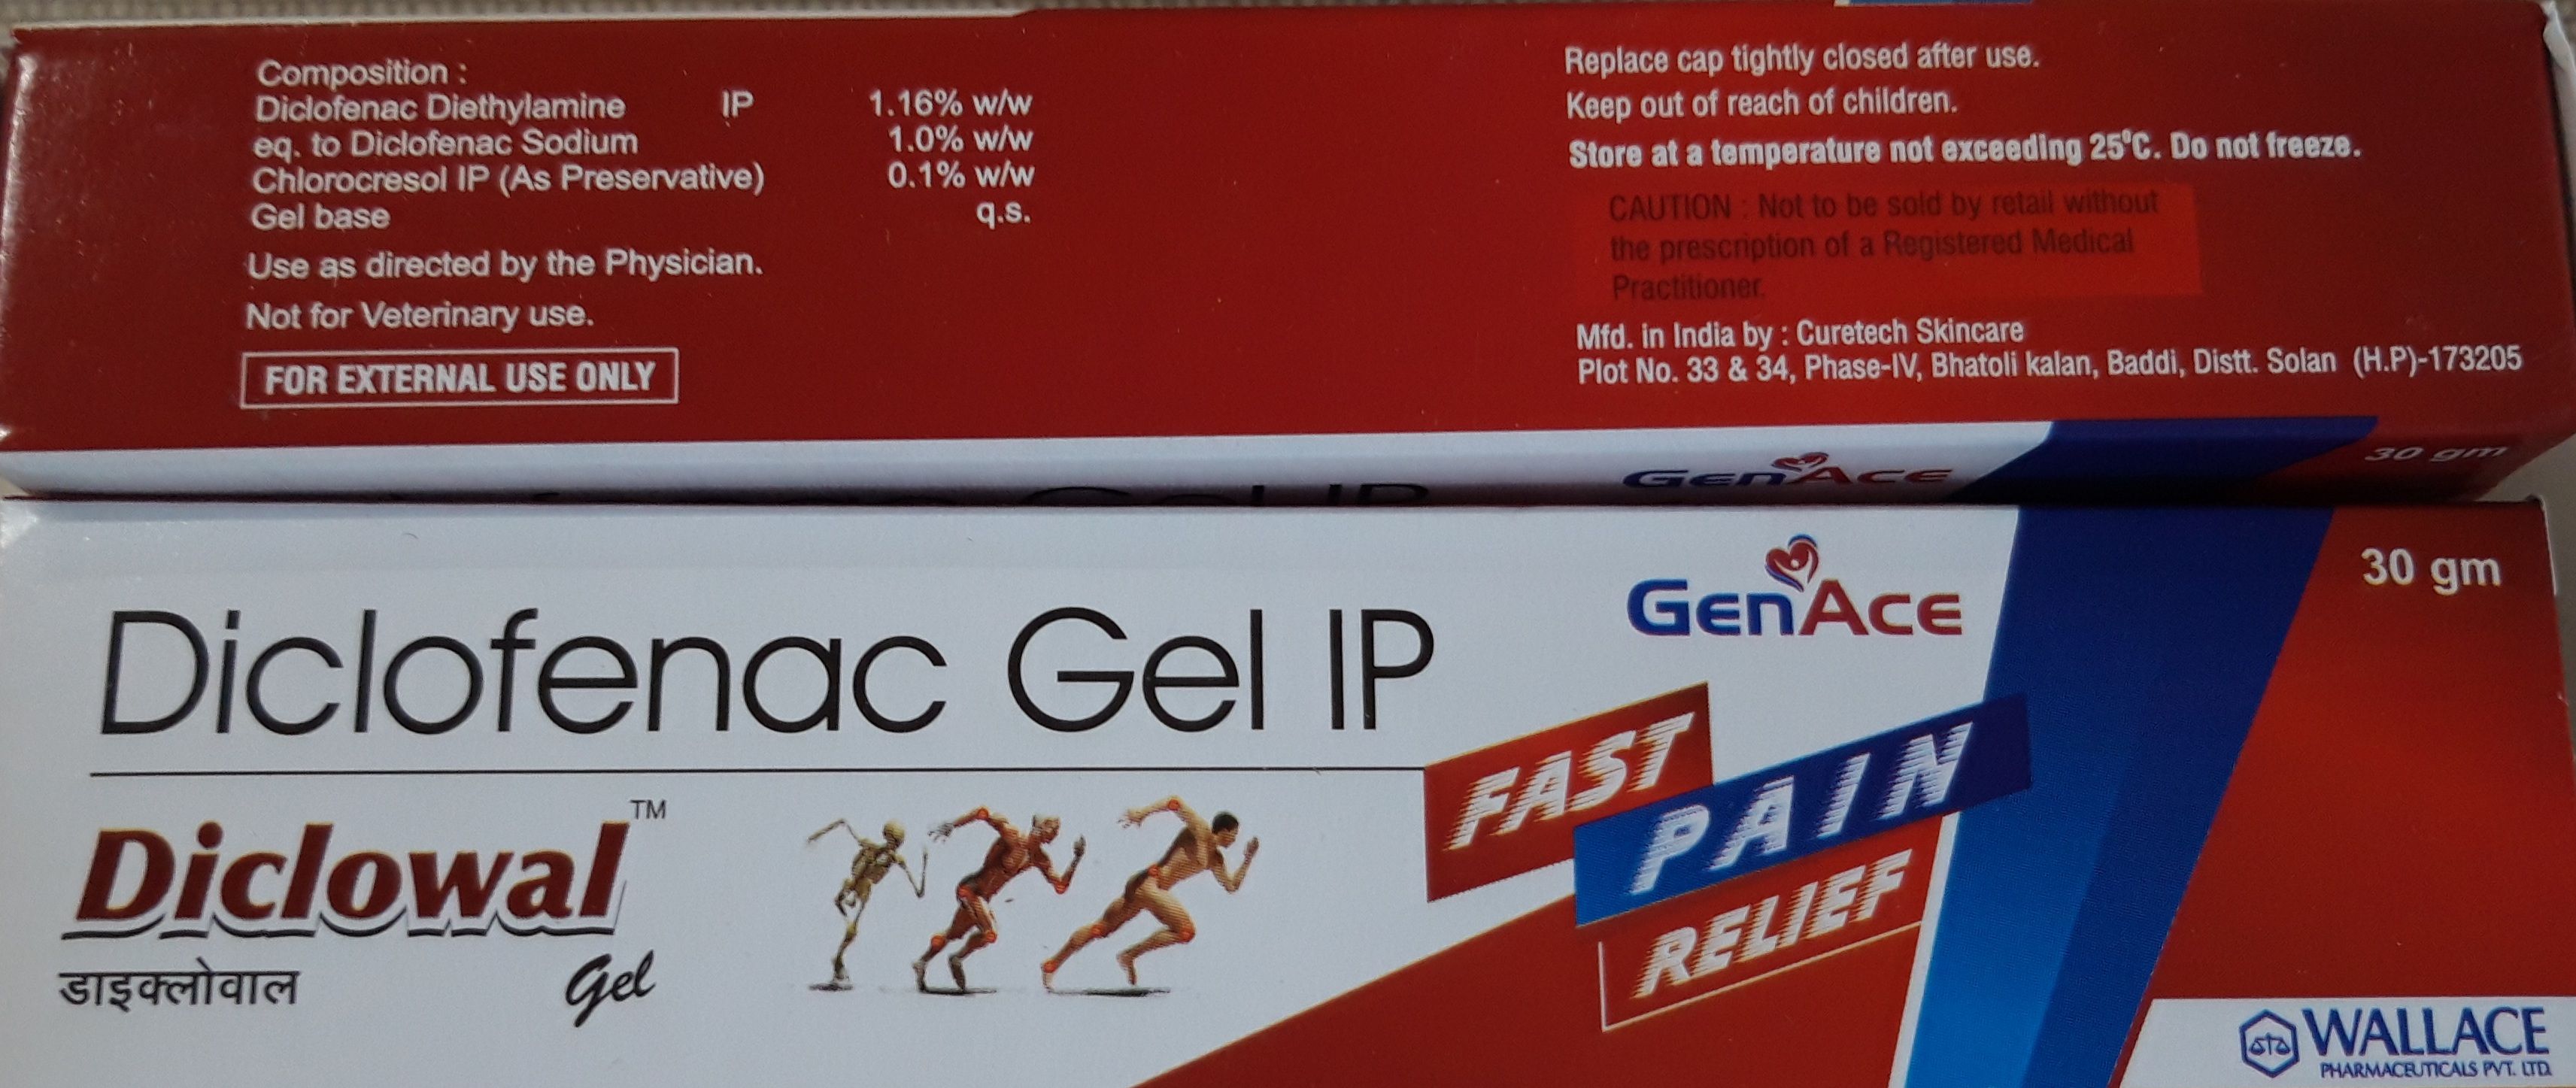 Composition :
Diclofenac Diethylamine IP 1.16% w/w
eq. to Diclofenac Sodium 1.0% w/w
Chlorocresol IP (As Preservative) 0.1% w/w
Gel base q.s.
Use as directed by the Physician.
Not for Veterinary use.
FOR EXTERNAL USE ONLY
Replace cap tightly closed after use.
Keep out of reach of children.
Store at a temperature not exceeding 25°C. Do not freeze.
CAUTION : Not to be sold by retail without
the prescription of a Registered Medical
Practitioner.
Mfd. in India by : Curetech Skincare
Plot No. 33 & 34, Phase-IV, Bhatoli kalan, Baddi, Distt. Solan (H.P)-173205
GenAce
30 gm
Diclofenac Gel IP
GenAce
30 gm
Diclowal™
डाइक्लोवाल
Gel
FAST
PAIN
RELIEF
WALLACE
PHARMACEUTICALS PVT. LTD.